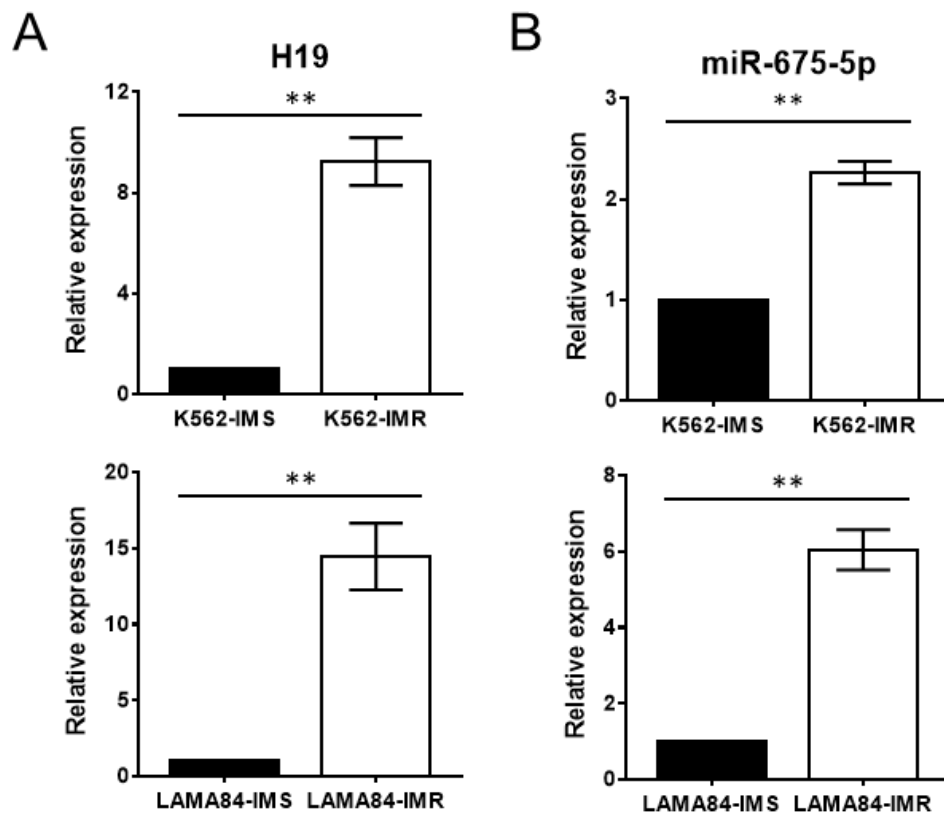 A
H19
Relative expression
12
8
4
0
**
K562-IMS K562-IMR
Relative expression
20
15
10
5
0
**
LAMA84-IMS LAMA84-IMR
B
miR-675-5p
Relative expression
3
2
1
0
**
K562-IMS K562-IMR
Relative expression
8
6
4
2
0
**
LAMA84-IMS LAMA84-IMR